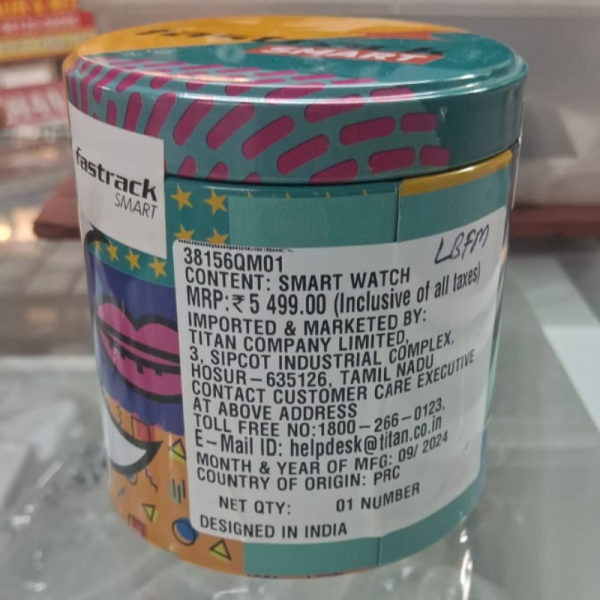 SMART
fastrack
SMART
38156QM01
LBFM
CONTENT: SMART WATCH
MRP:₹ 5 499.00 (Inclusive of all taxes)
IMPORTED & MARKETED BY:
TITAN COMPANY LIMITED,
3, SIPCOT INDUSTRIAL COMPLEX,
HOSUR-635126, TAMIL NADU
CONTACT CUSTOMER CARE EXECUTIVE
AT ABOVE ADDRESS
TOLL FREE NO:1800-266-0123,
E-Mail ID: helpdesk@titan.co.in
MONTH & YEAR OF MFG: 09/ 2024
COUNTRY OF ORIGIN: PRC
NET QTY: 01 NUMBER
DESIGNED IN INDIA